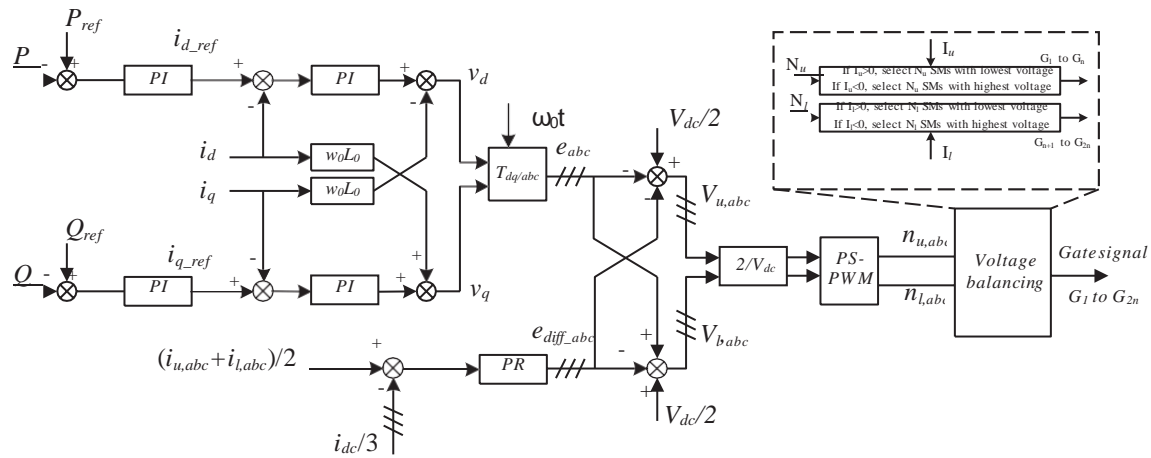 P_ref
P
-
+
PI
i_d_ref
+
-
PI
+
-
v_d
i_d
w_0L_0
i_q
w_0L_0
Q_ref
Q
-
+
PI
i_q_ref
-
+
PI
+
+
v_q
ω0t
T_dq/abc
e_abc
V_dc/2
-
+
-
V_u,abc
(i_u,abc+i_l,abc)/2
+
-
i_dc/3
PR
e_diff_abc
+
-
+
V_dc/2
V_l,abc
2/V_dc
PS-
PWM
n_u,abc
n_l,abc
Voltage
balancing
Gatesignal
G_1 to G_2n
I_u
G_1 to G_n
N_u
If I_u>0, select N_u SMs with lowest voltage
If I_u<0, select N_u SMs with highest voltage
N_l
If I_l>0, select N_l SMs with lowest voltage
If I_l<0, select N_l SMs with highest voltage
G_n+1 to G_2n
I_l